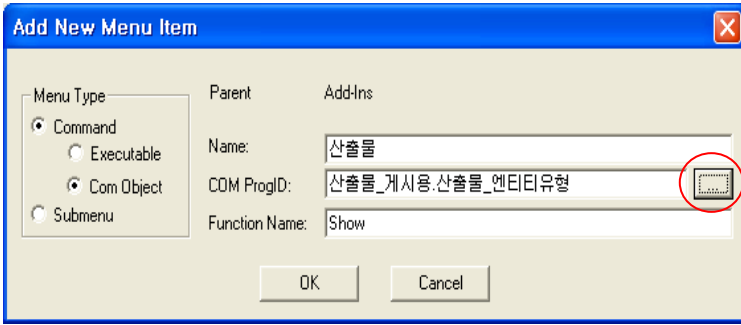 Add New Menu Item
Menu Type
Command
Executable
Com Object
Submenu
Parent Add-Ins
Name: 산출물
COM ProgID: 산출물_게시용.산출물_엔티티유형 ...
Function Name: Show
OK Cancel